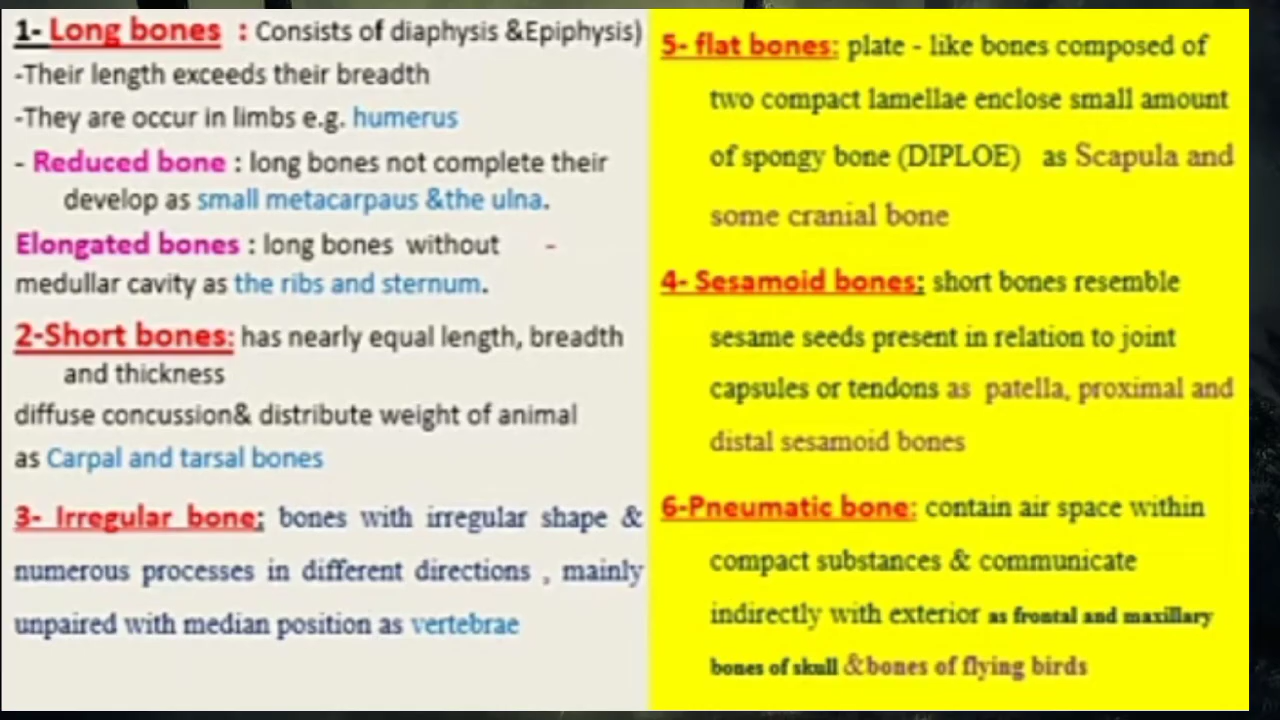 1- Long bones : Consists of diaphysis &Epiphysis)
-Their length exceeds their breadth
-They are occur in limbs e.g. humerus
- Reduced bone : long bones not complete their
develop as small metacarpaus &the ulna.
Elongated bones : long bones without -
medullar cavity as the ribs and sternum.
2-Short bones: has nearly equal length, breadth
and thickness
diffuse concussion& distribute weight of animal
as Carpal and tarsal bones
3- Irregular bone; bones with irregular shape &
numerous processes in different directions , mainly
unpaired with median position as vertebrae
5- flat bones: plate - like bones composed of
two compact lamellae enclose small amount
of spongy bone (DIPLOE) as Scapula and
some cranial bone
4- Sesamoid bones; short bones resemble
sesame seeds present in relation to joint
capsules or tendons as patella, proximal and
distal sesamoid bones
6-Pneumatic bone: contain air space within
compact substances & communicate
indirectly with exterior as frontal and maxillary
bones of skull &bones of flying birds